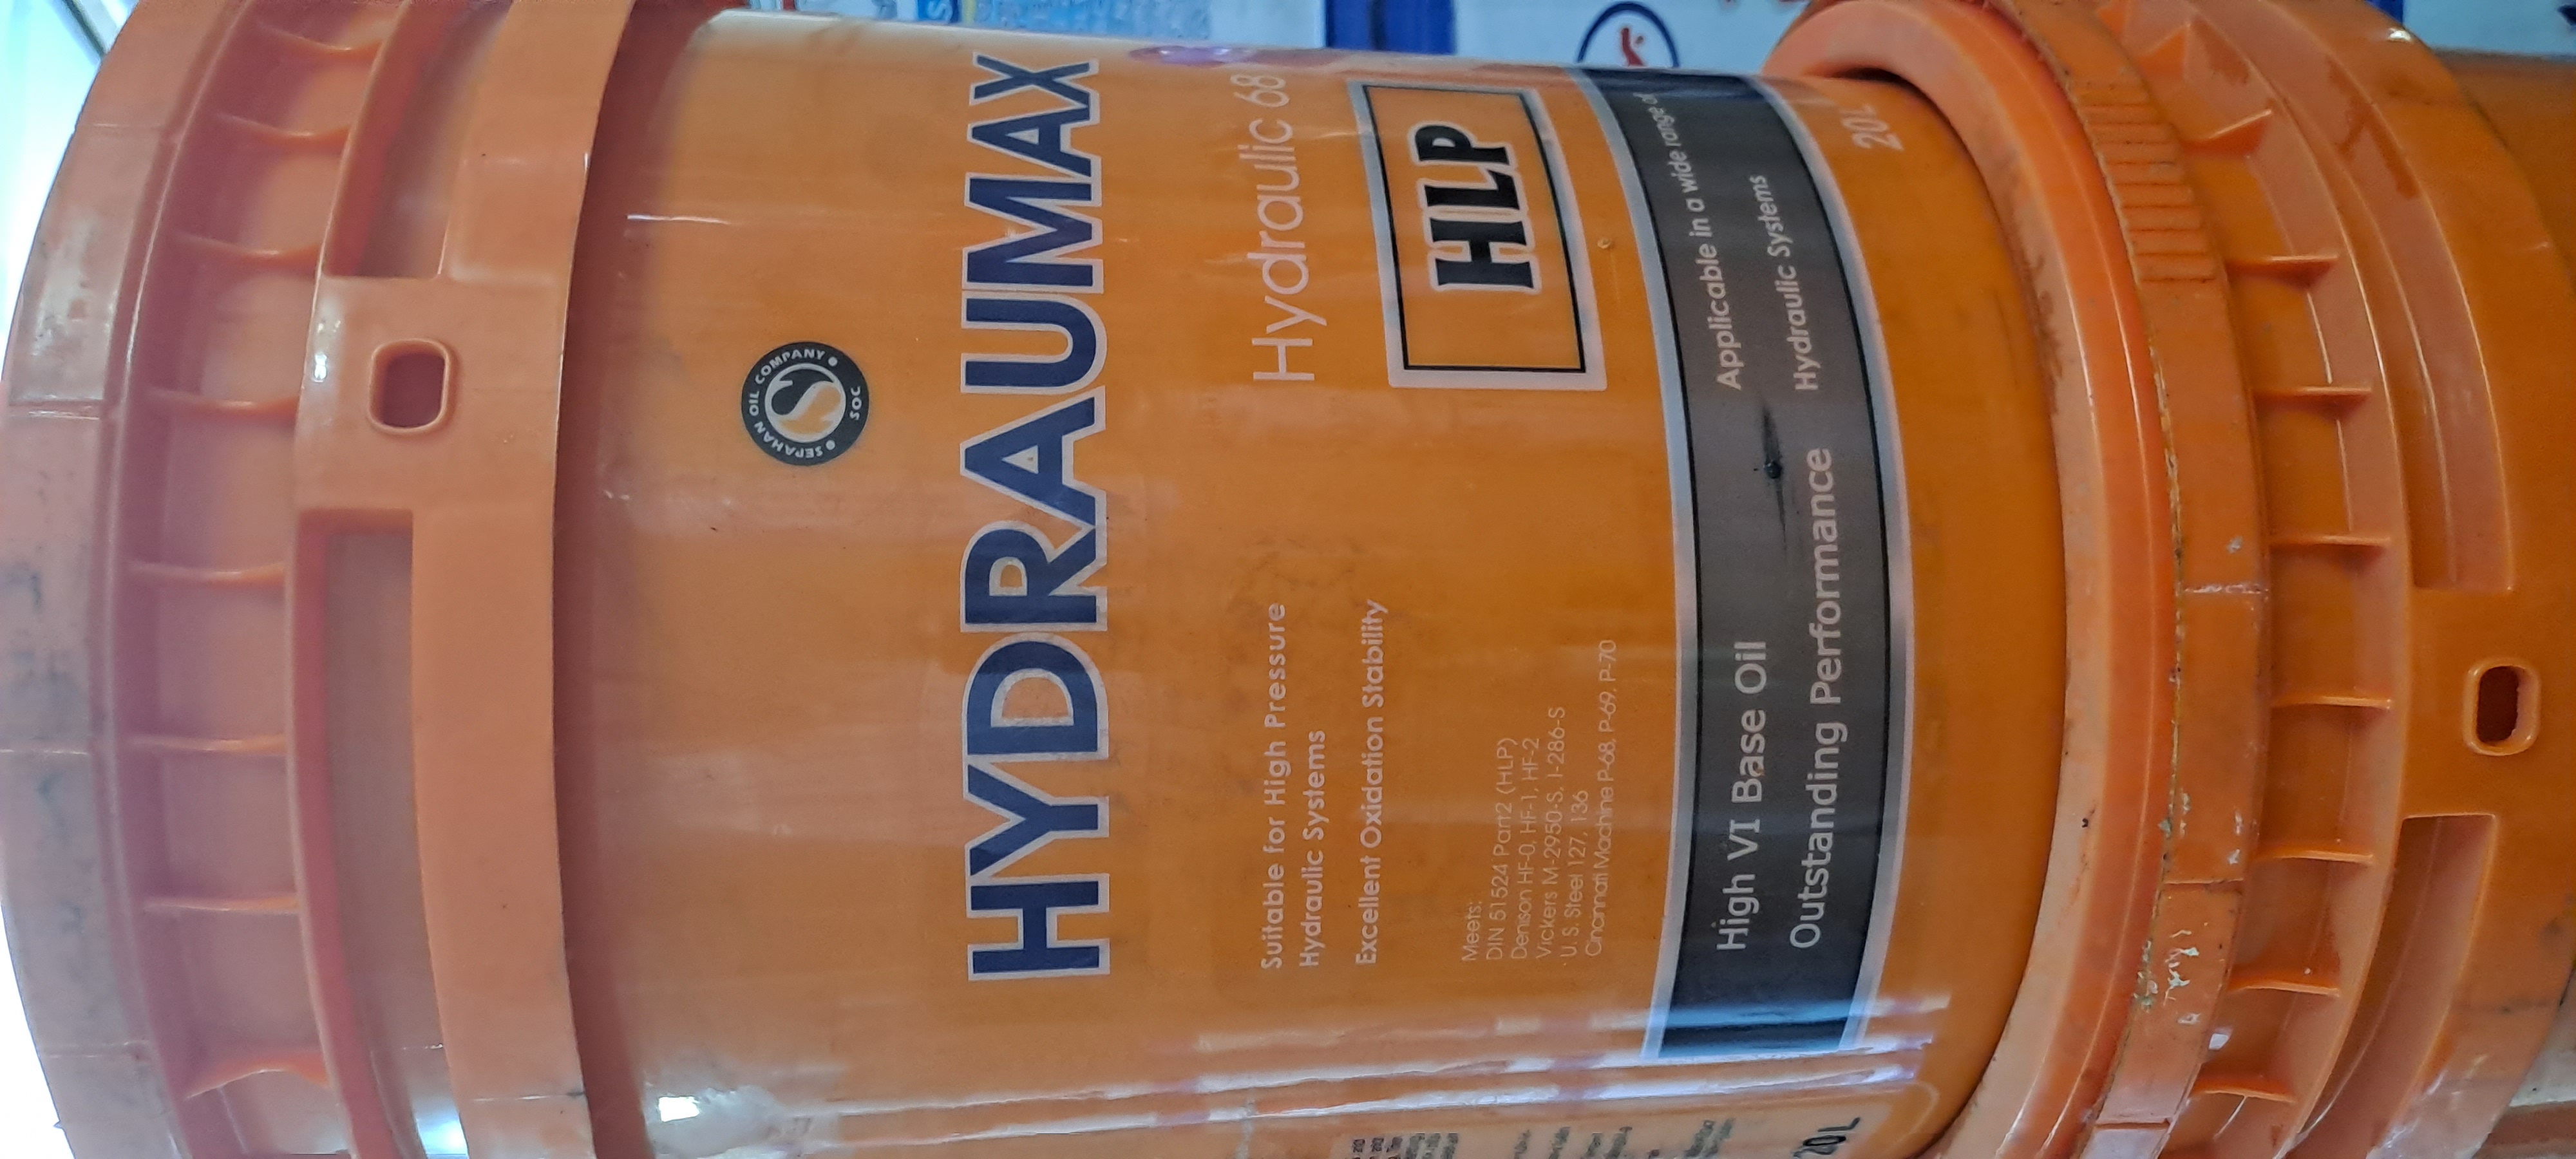 SEPAHAN OIL COMPANY
SOC
HYDRAUMAX
Hydraulic 68
HLP
Suitable for High Pressure
Hydraulic Systems
Excellent Oxidation Stability
Meets:
DIN 51524 Part2 (HLP)
Denison HF-0, HF-1, HF-2
Vickers M-2950-S, I-286-S
U.S. Steel 127, 136
Cincinnati Machine P-68, P-69, P-70
High VI Base Oil
Outstanding Performance
Applicable in a wide range of
Hydraulic Systems
20 L
20 L